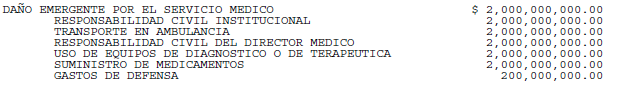 DAÑO EMERGENTE POR EL SERVICIO MEDICO $ 2,000,000,000.00
RESPONSABILIDAD CIVIL INSTITUCIONAL 2,000,000,000.00
TRANSPORTE EN AMBULANCIA 2,000,000,000.00
RESPONSABILIDAD CIVIL DEL DIRECTOR MEDICO 2,000,000,000.00
USO DE EQUIPOS DE DIAGNOSTICO O DE TERAPEUTICA 2,000,000,000.00
SUMINISTRO DE MEDICAMENTOS 2,000,000,000.00
GASTOS DE DEFENSA 200,000,000.00